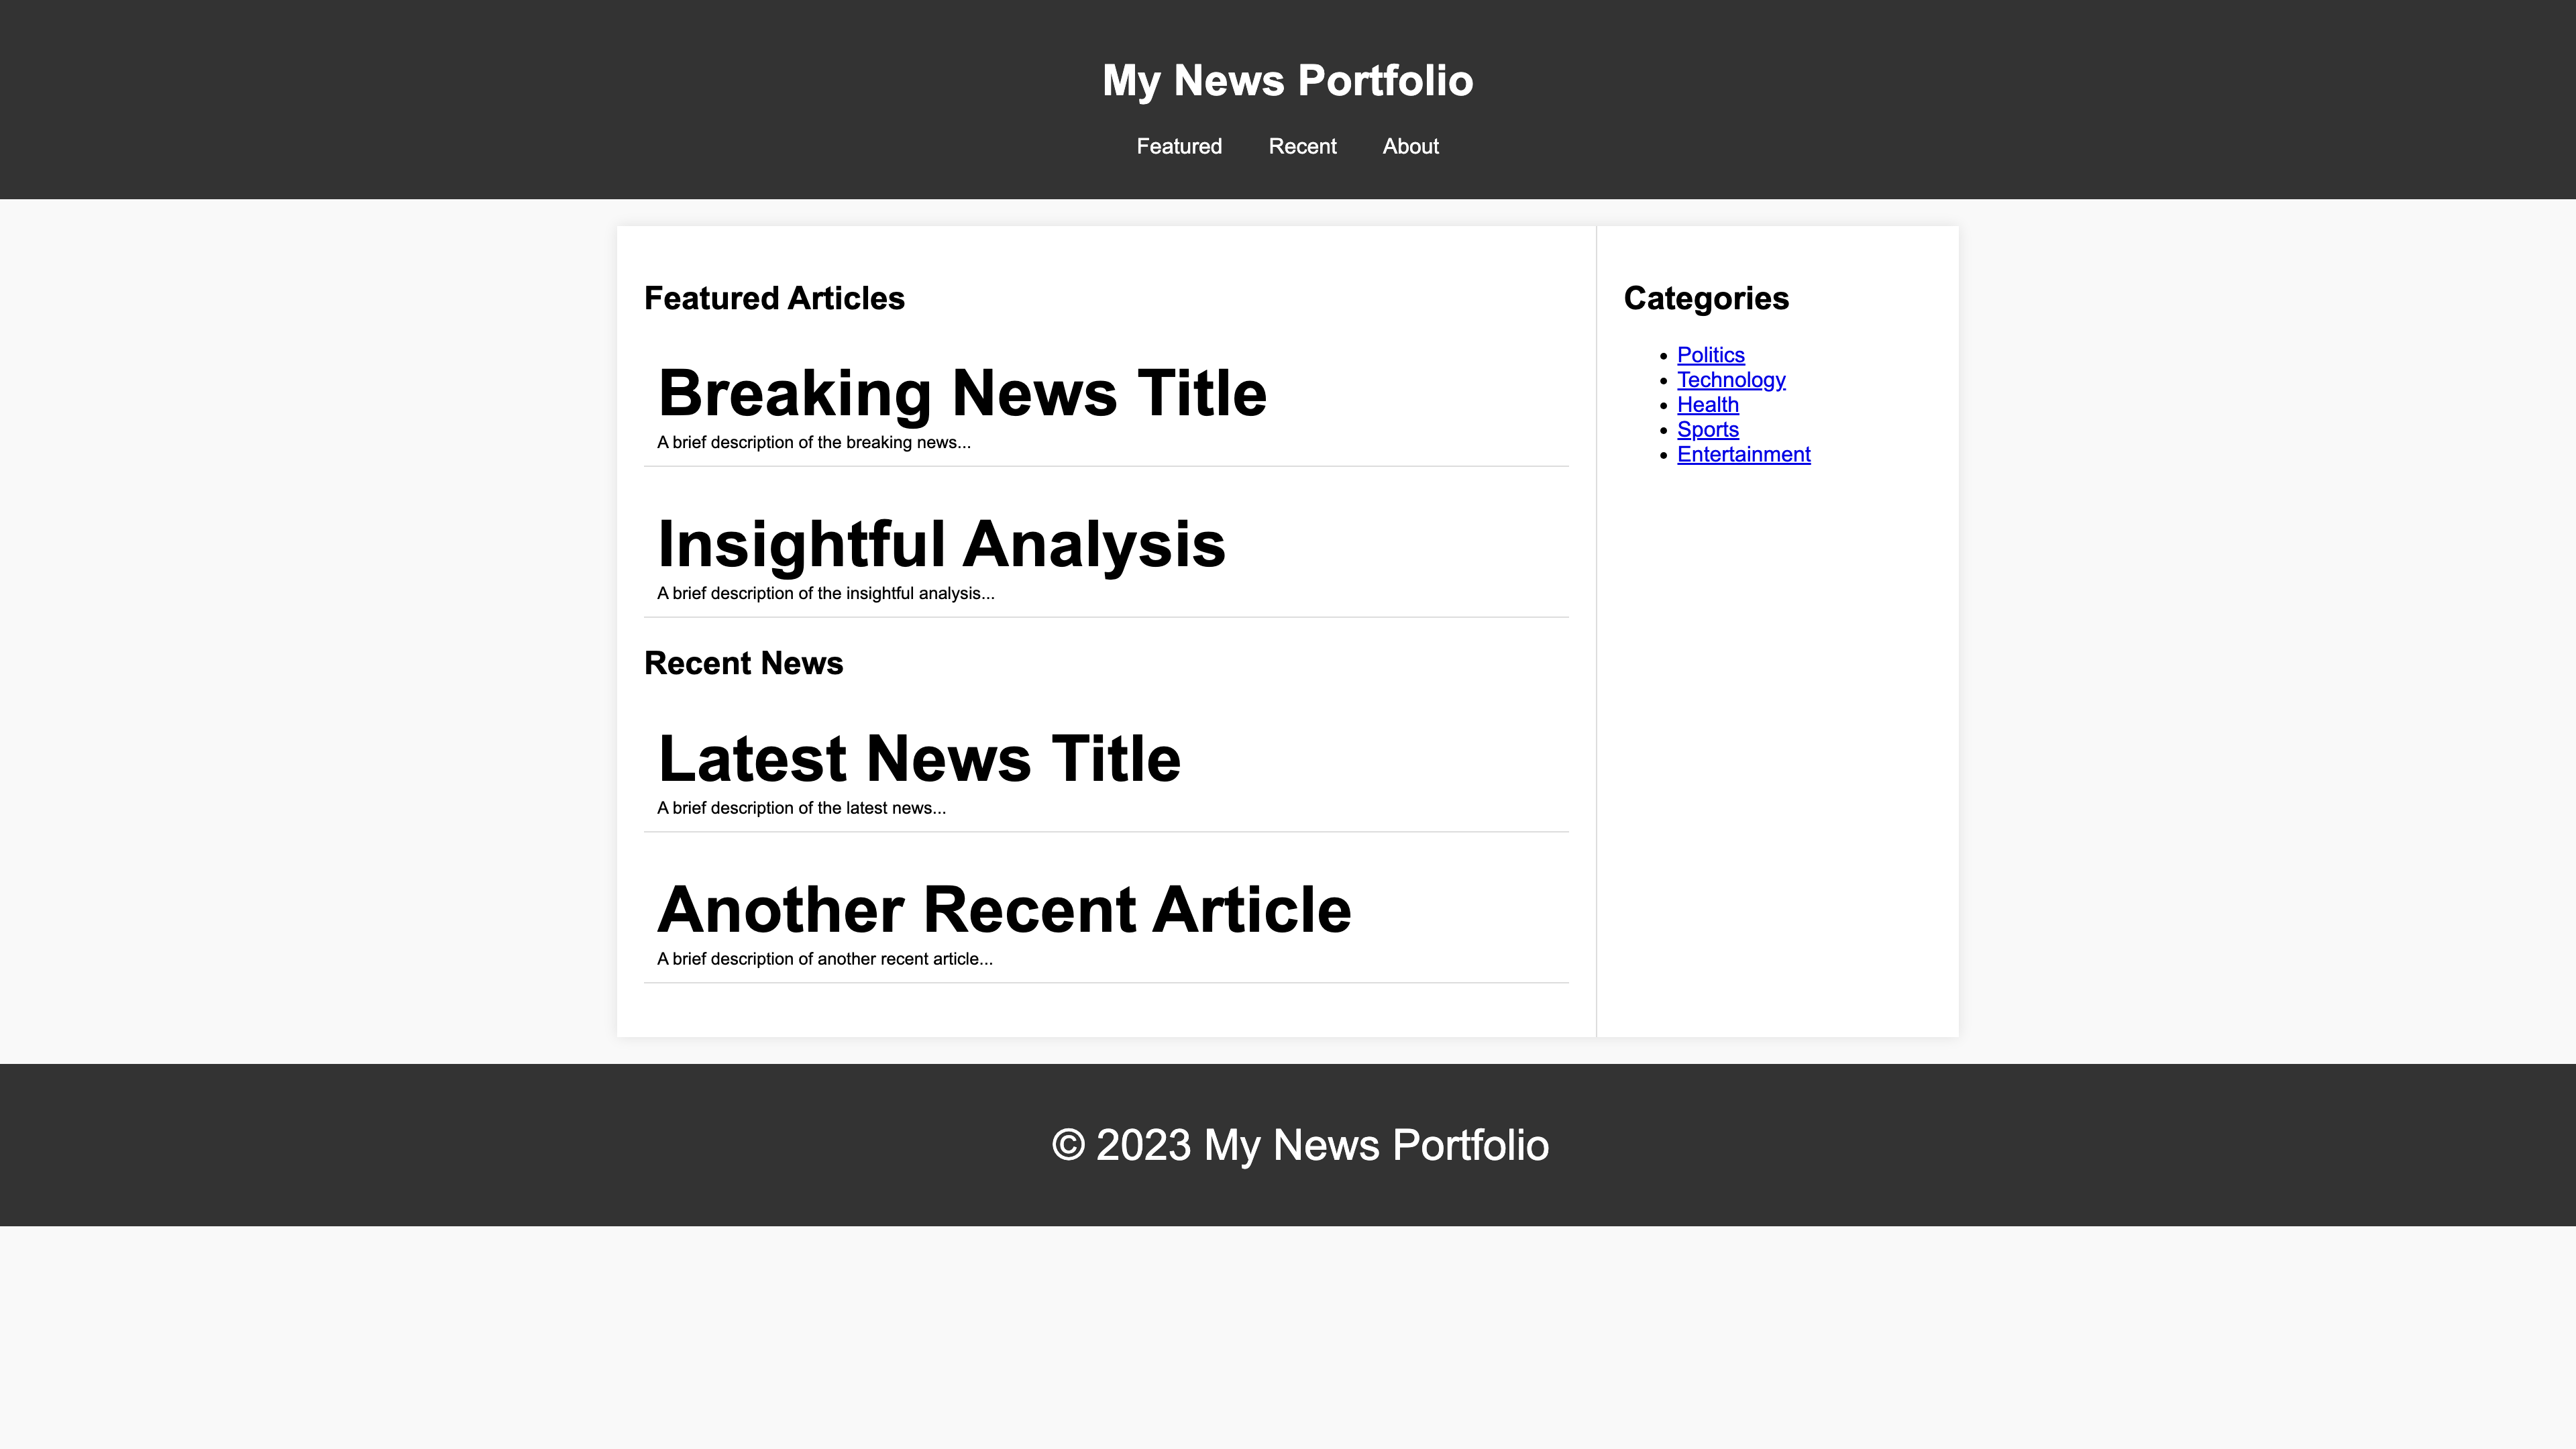 My News Portfolio
Featured Recent About
Featured Articles
Breaking News Title
A brief description of the breaking news...
Insightful Analysis
A brief description of the insightful analysis...
Recent News
Latest News Title
A brief description of the latest news...
Another Recent Article
A brief description of another recent article...
Categories
Politics
Technology
Health
Sports
Entertainment
© 2023 My News Portfolio